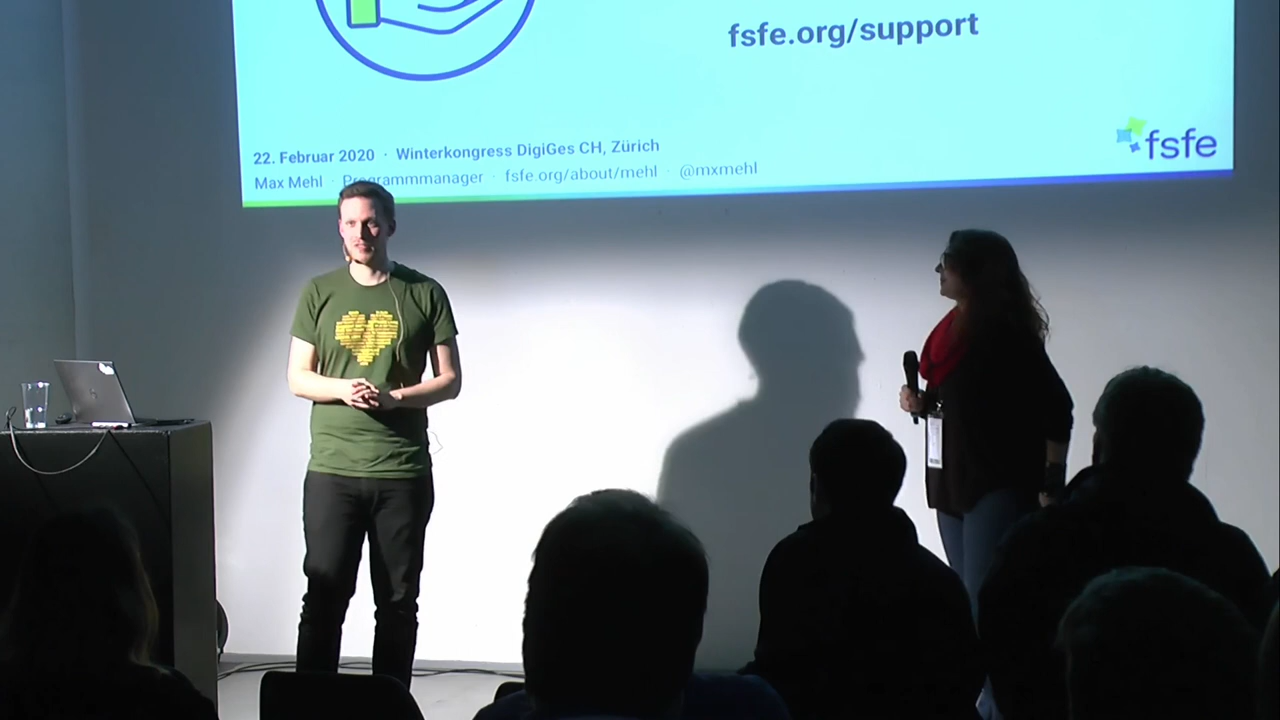 fsfe.org/support
22. Februar 2020 · Winterkongress DigiGes CH, Zürich
Max Mehl · Programmmanager · fsfe.org/about/mehl · @mxmehl
fsfe